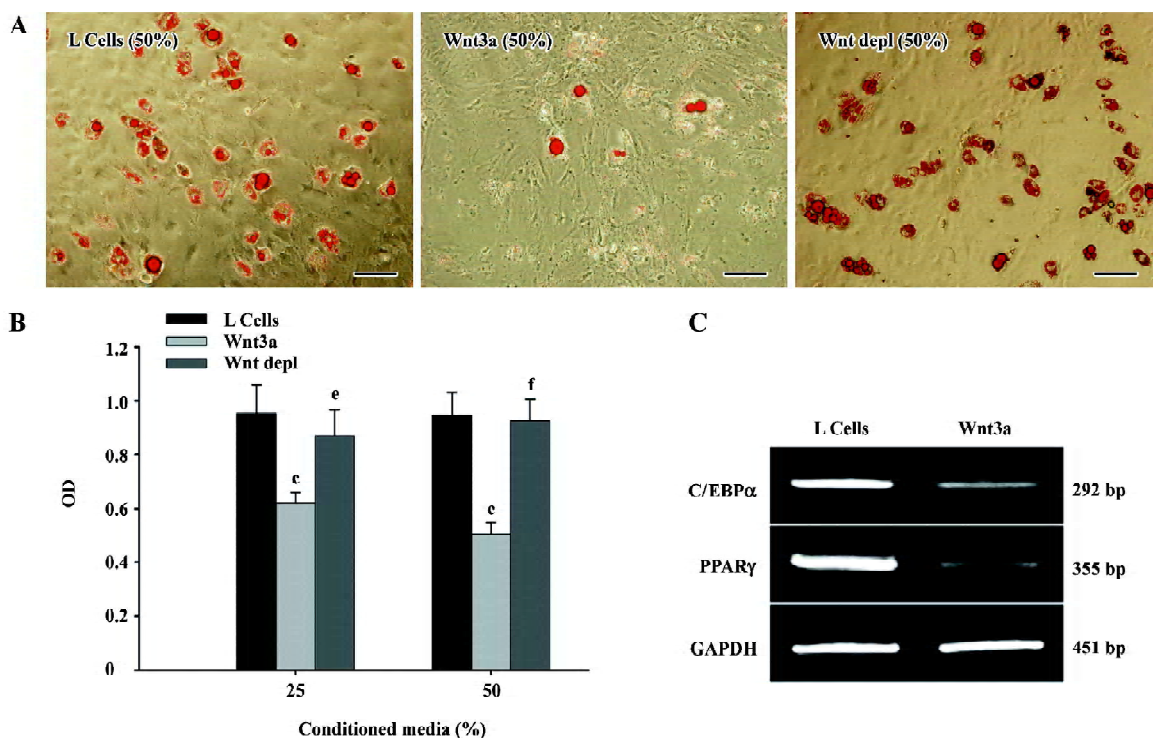 A
L Cells (50%)
Wnt3a (50%)
Wnt depl (50%)
B
L Cells
Wnt3a
Wnt depl
1.2
1.0
0.8
0.6
0.4
0.2
0
OD
e
c
f
e
25
50
Conditioned media (%)
C
L Cells
Wnt3a
C/EBPα
292 bp
PPARγ
355 bp
GAPDH
451 bp